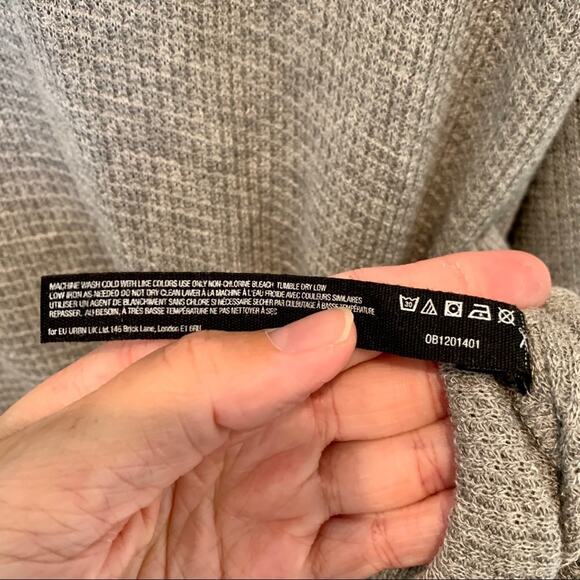 MACHINE WASH COLD WITH LIKE COLORS USE ONLY NON-CHLORINE BLEACH TUMBLE DRY LOW
LOW IRON AS NEEDED DO NOT DRY CLEAN LAVER À LA MACHINE À L'EAU FROIDE AVEC COULEURS SIMILAIRES
UTILISER UN AGENT DE BLANCHIMENT SANS CHLORE SI NÉCESSAIRE SÉCHER PAR CULBUTAGE À BASSE TEMPÉRATURE
REPASSER, AU BESOIN, À TRÈS BASSE TEMPÉRATURE NE PAS NETTOYER À SEC
for EU URBN UK Ltd. 146 Brick Lane, London E1 6RU
30
0B1201401